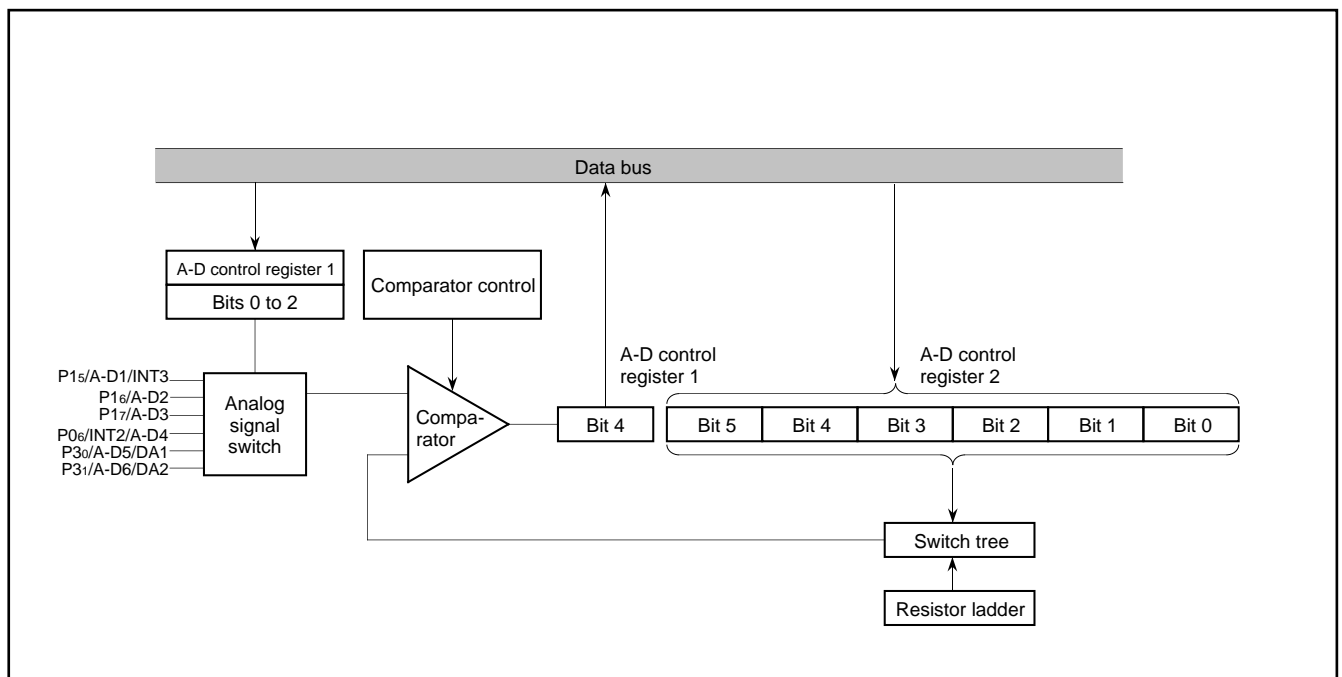 Data bus
A-D control register 1
Bits 0 to 2
Comparator control
A-D control
register 1
A-D control
register 2
P15/A-D1/INT3
P16/A-D2
P17/A-D3
P06/INT2/A-D4
P30/A-D5/DA1
P31/A-D6/DA2
Analog
signal
switch
Compa-
rator
Bit 4
Bit 5
Bit 4
Bit 3
Bit 2
Bit 1
Bit 0
Switch tree
Resistor ladder